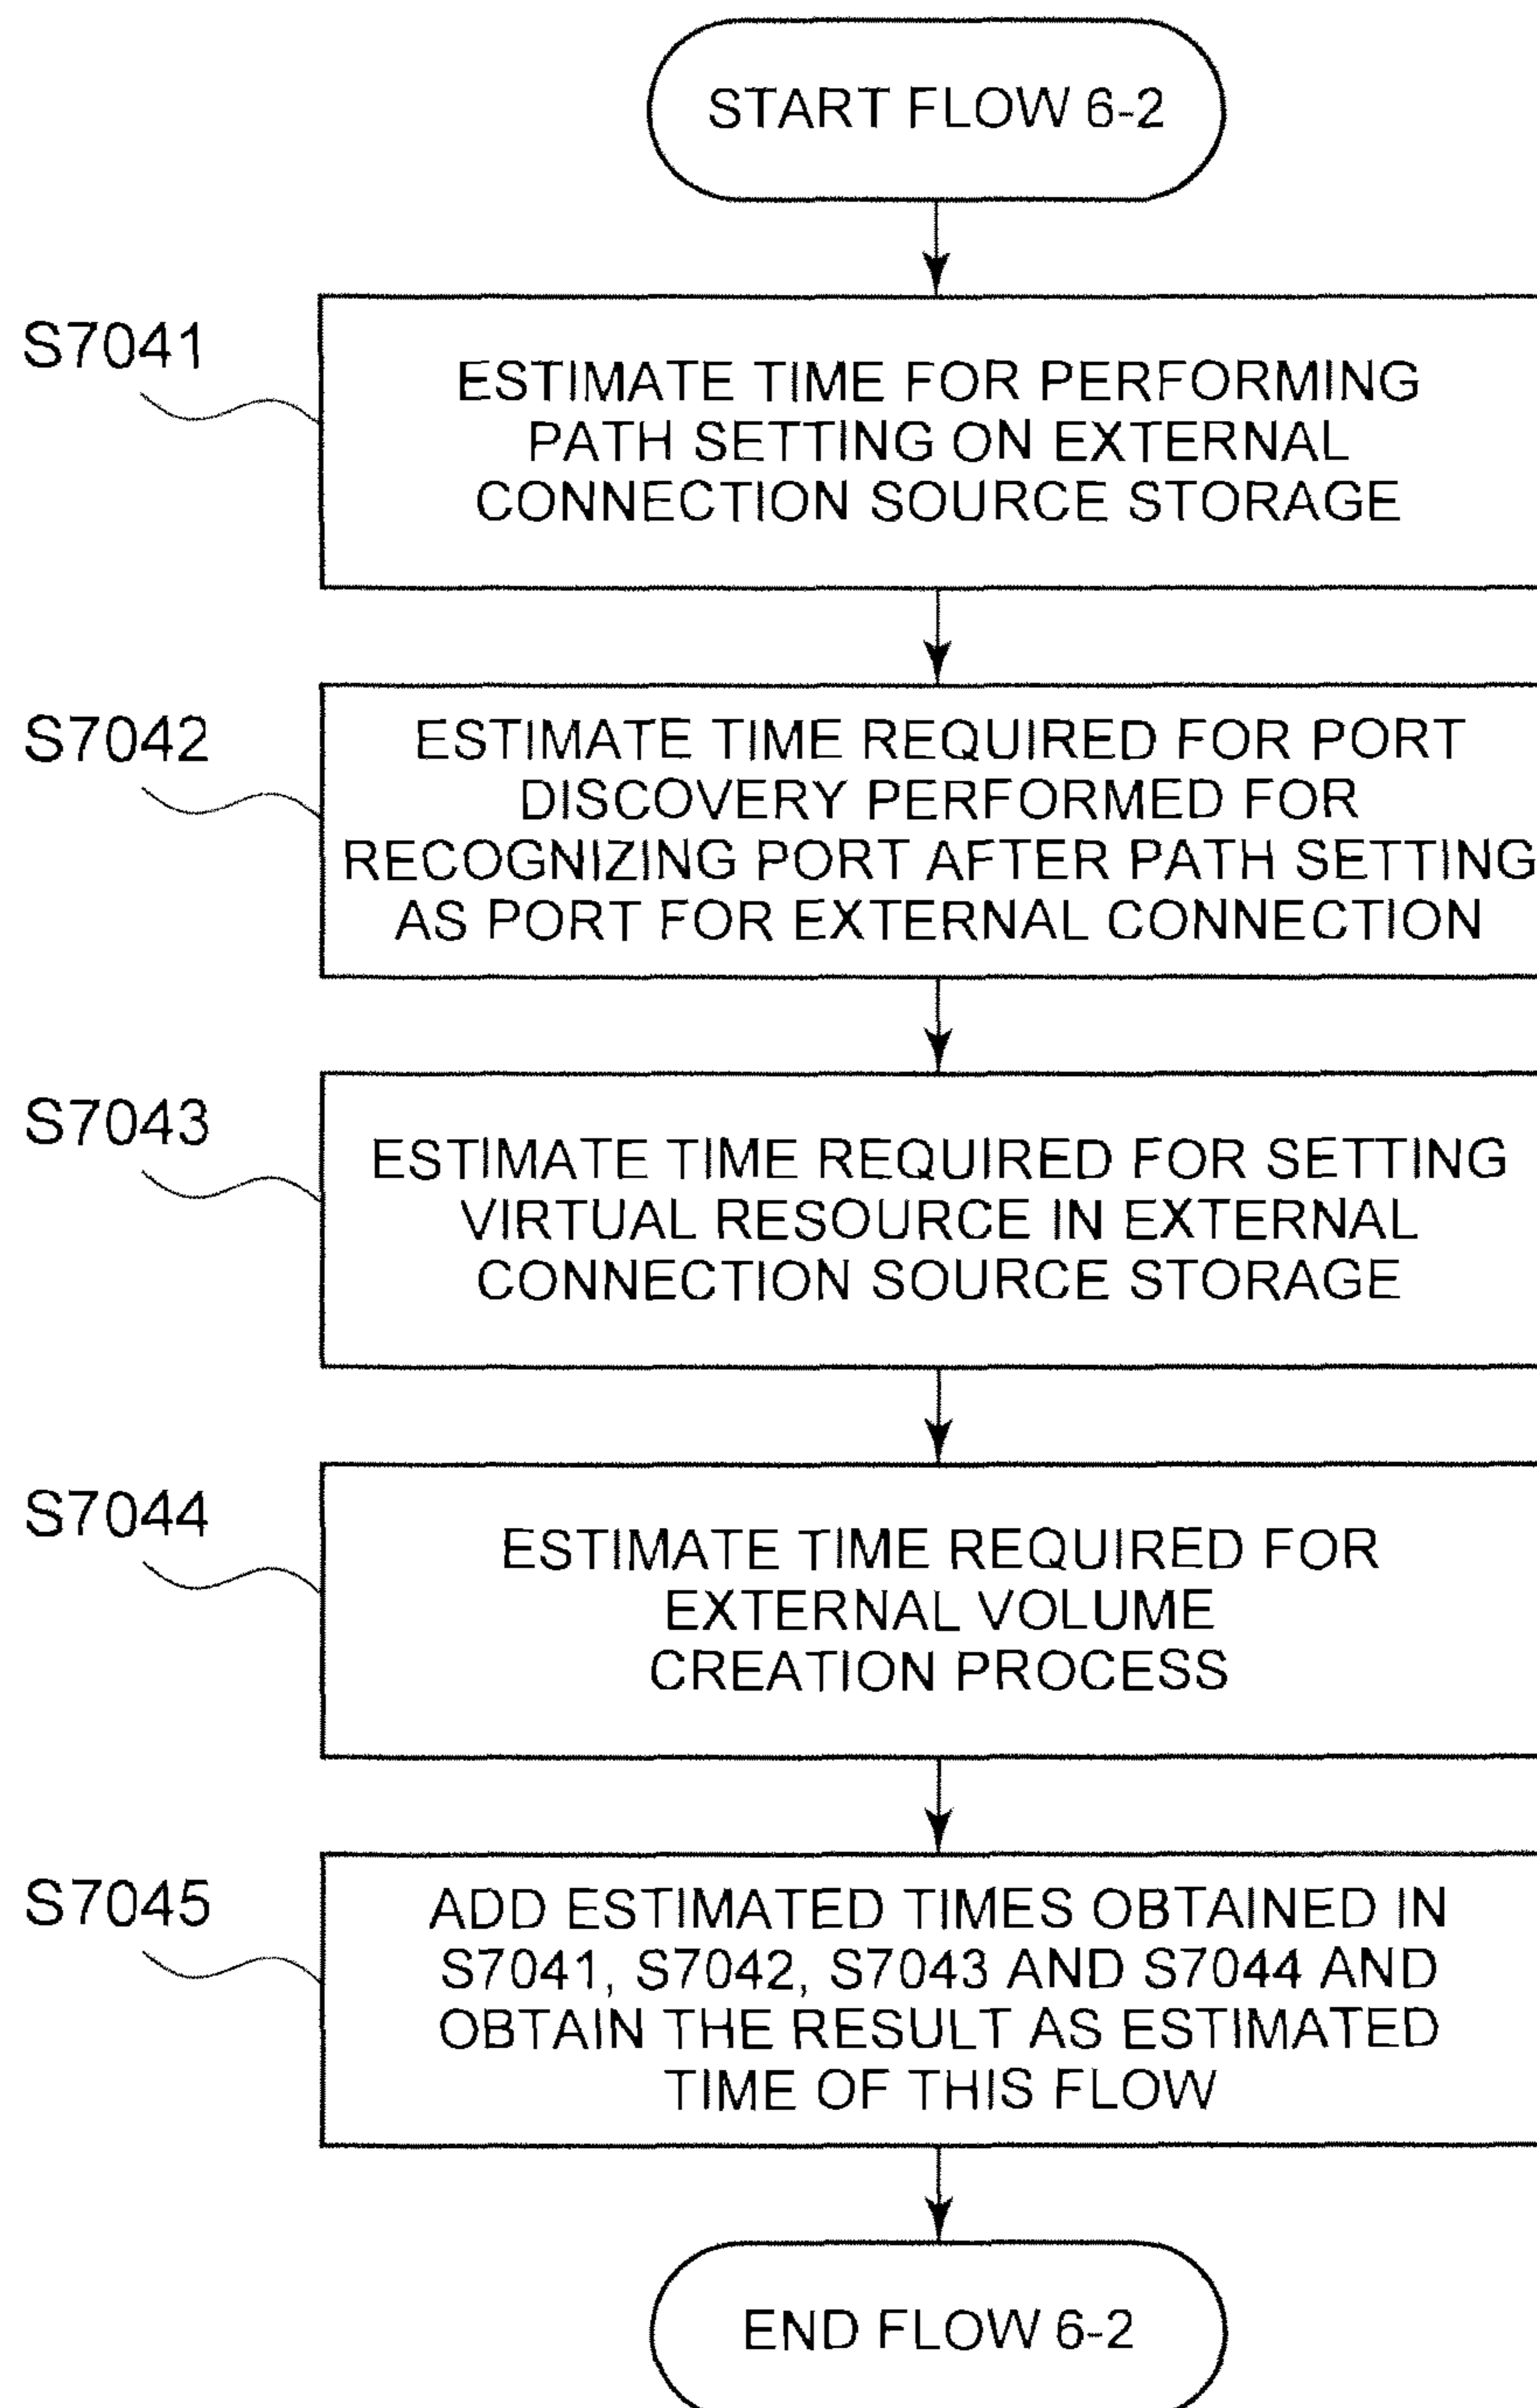 START FLOW 6-2
S7041
ESTIMATE TIME FOR PERFORMING
PATH SETTING ON EXTERNAL
CONNECTION SOURCE STORAGE
S7042
ESTIMATE TIME REQUIRED FOR PORT
DISCOVERY PERFORMED FOR
RECOGNIZING PORT AFTER PATH SETTING
AS PORT FOR EXTERNAL CONNECTION
S7043
ESTIMATE TIME REQUIRED FOR SETTING
VIRTUAL RESOURCE IN EXTERNAL
CONNECTION SOURCE STORAGE
S7044
ESTIMATE TIME REQUIRED FOR
EXTERNAL VOLUME
CREATION PROCESS
S7045
ADD ESTIMATED TIMES OBTAINED IN
S7041, S7042, S7043 AND S7044 AND
OBTAIN THE RESULT AS ESTIMATED
TIME OF THIS FLOW
END FLOW 6-2